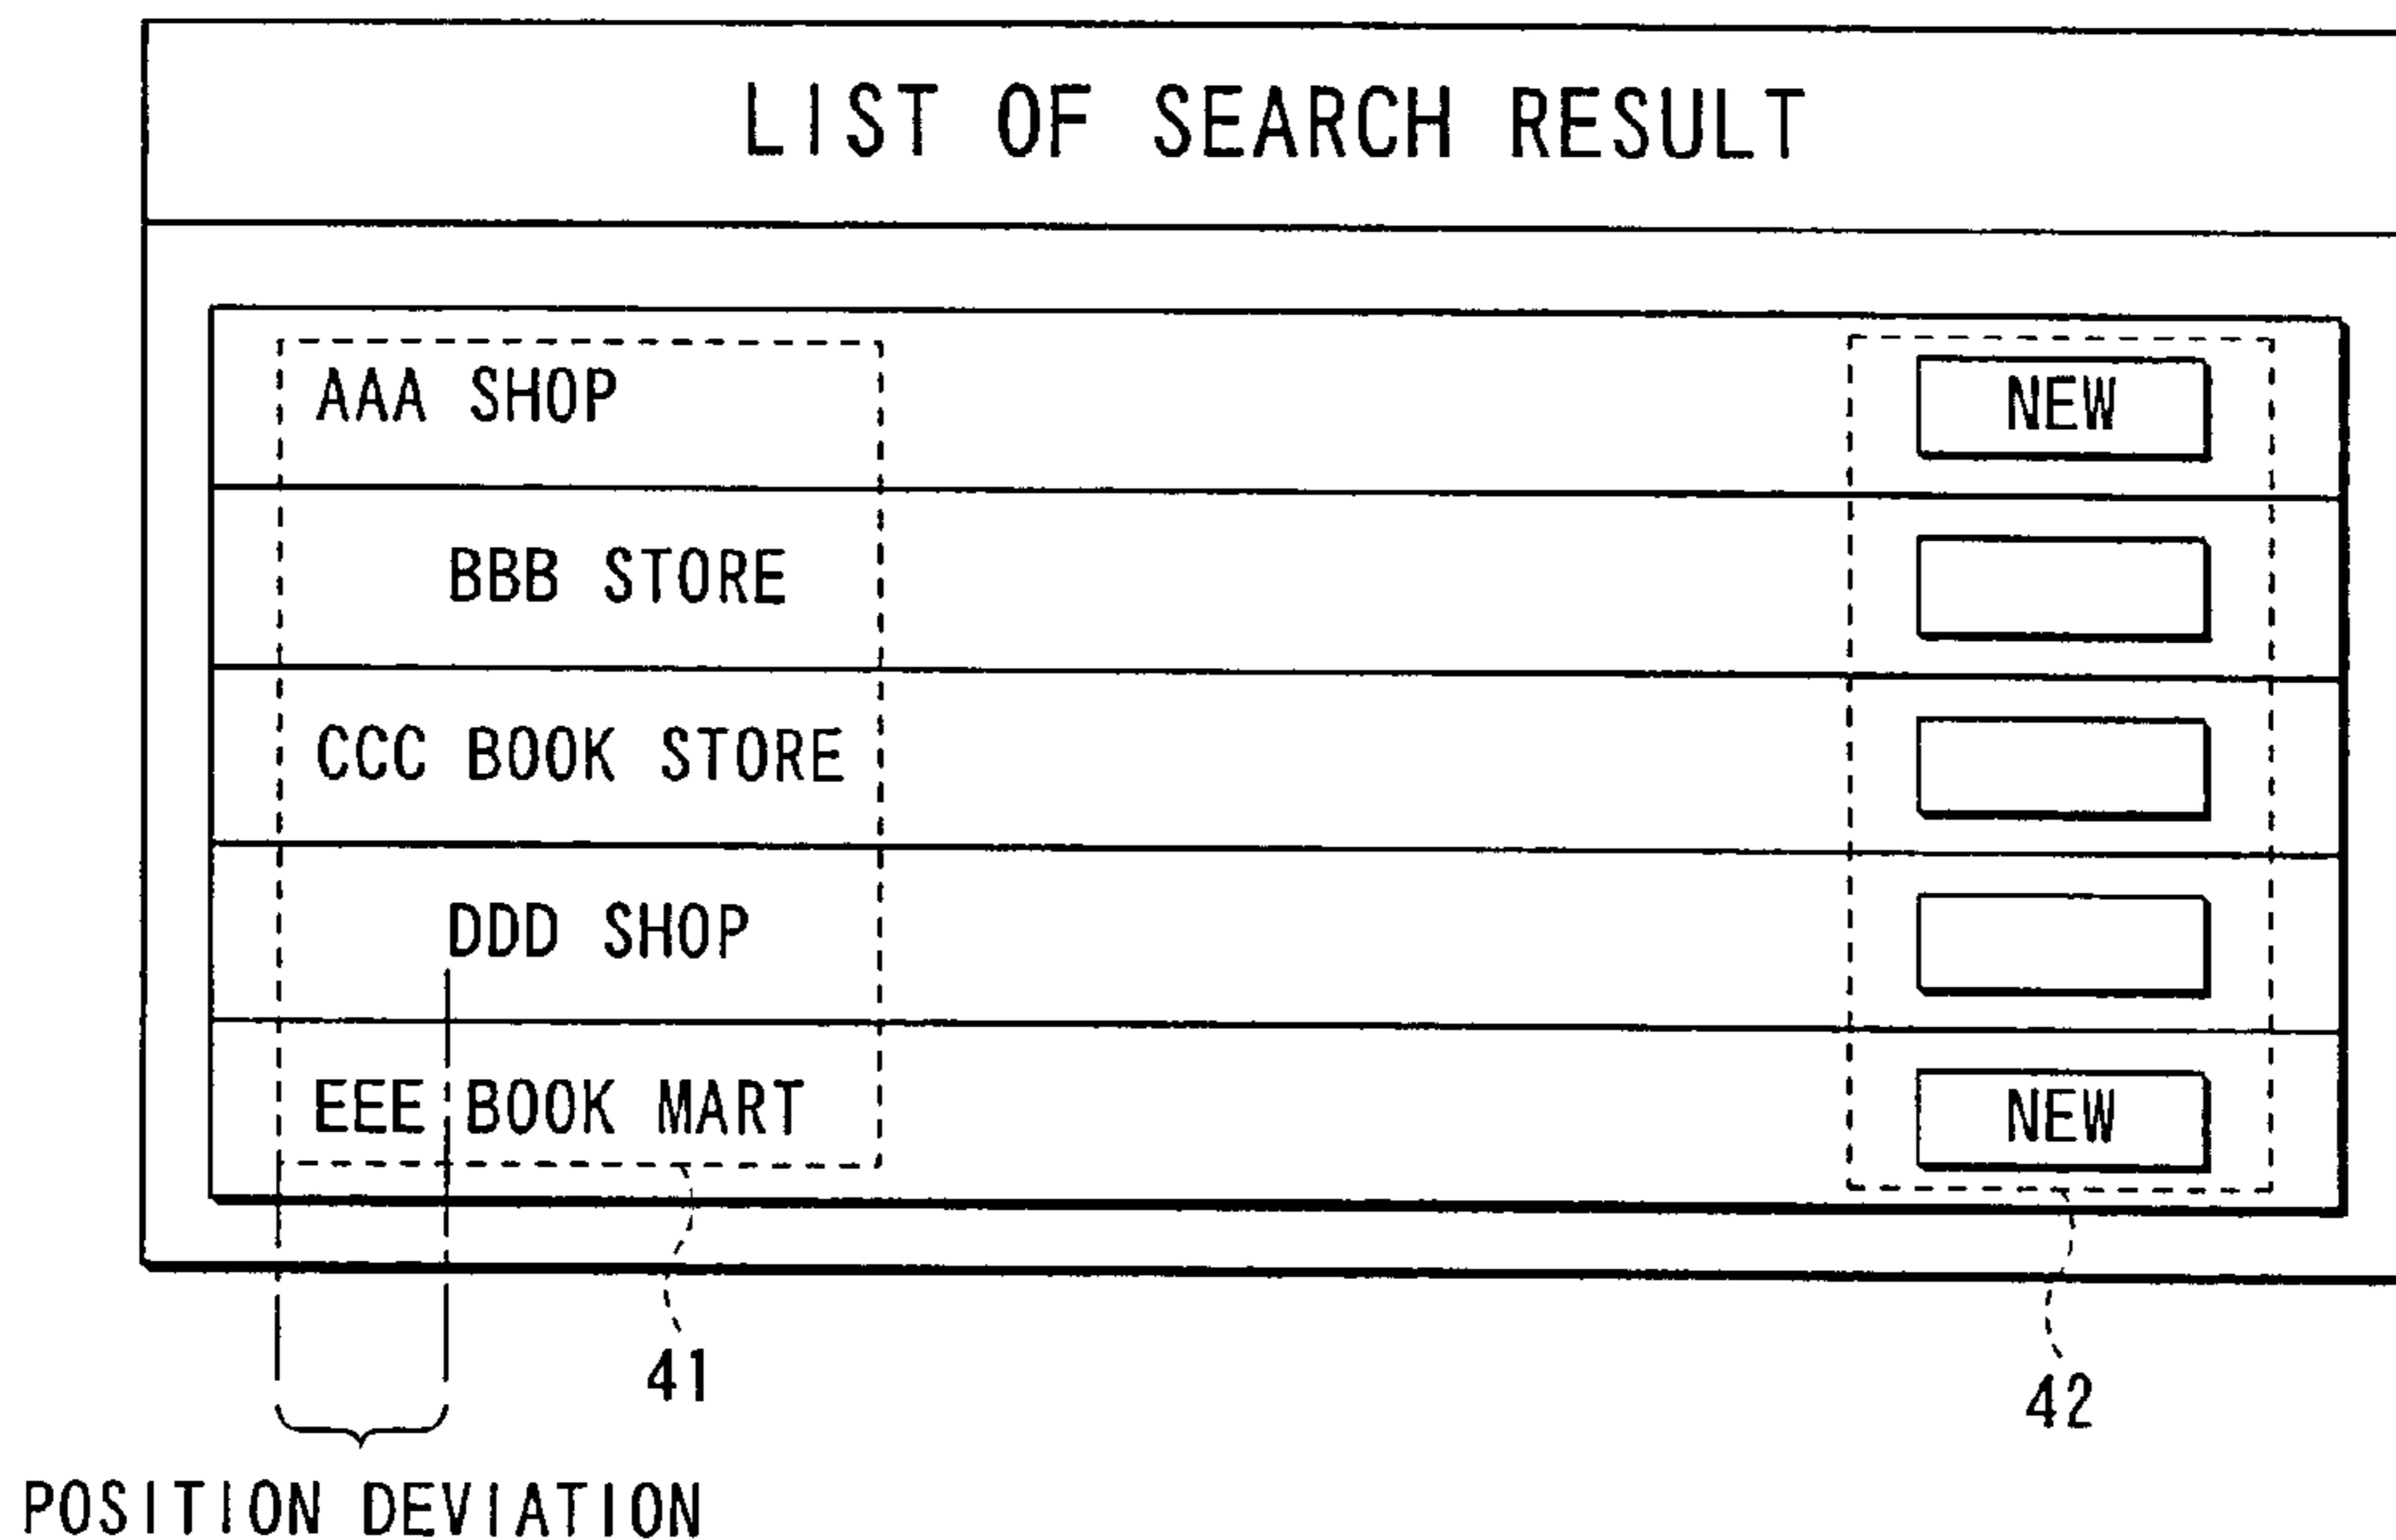 LIST OF SEARCH RESULT
AAA SHOP NEW
BBB STORE
CCC BOOK STORE
DDD SHOP
EEE BOOK MART NEW
41
42
POSITION DEVIATION